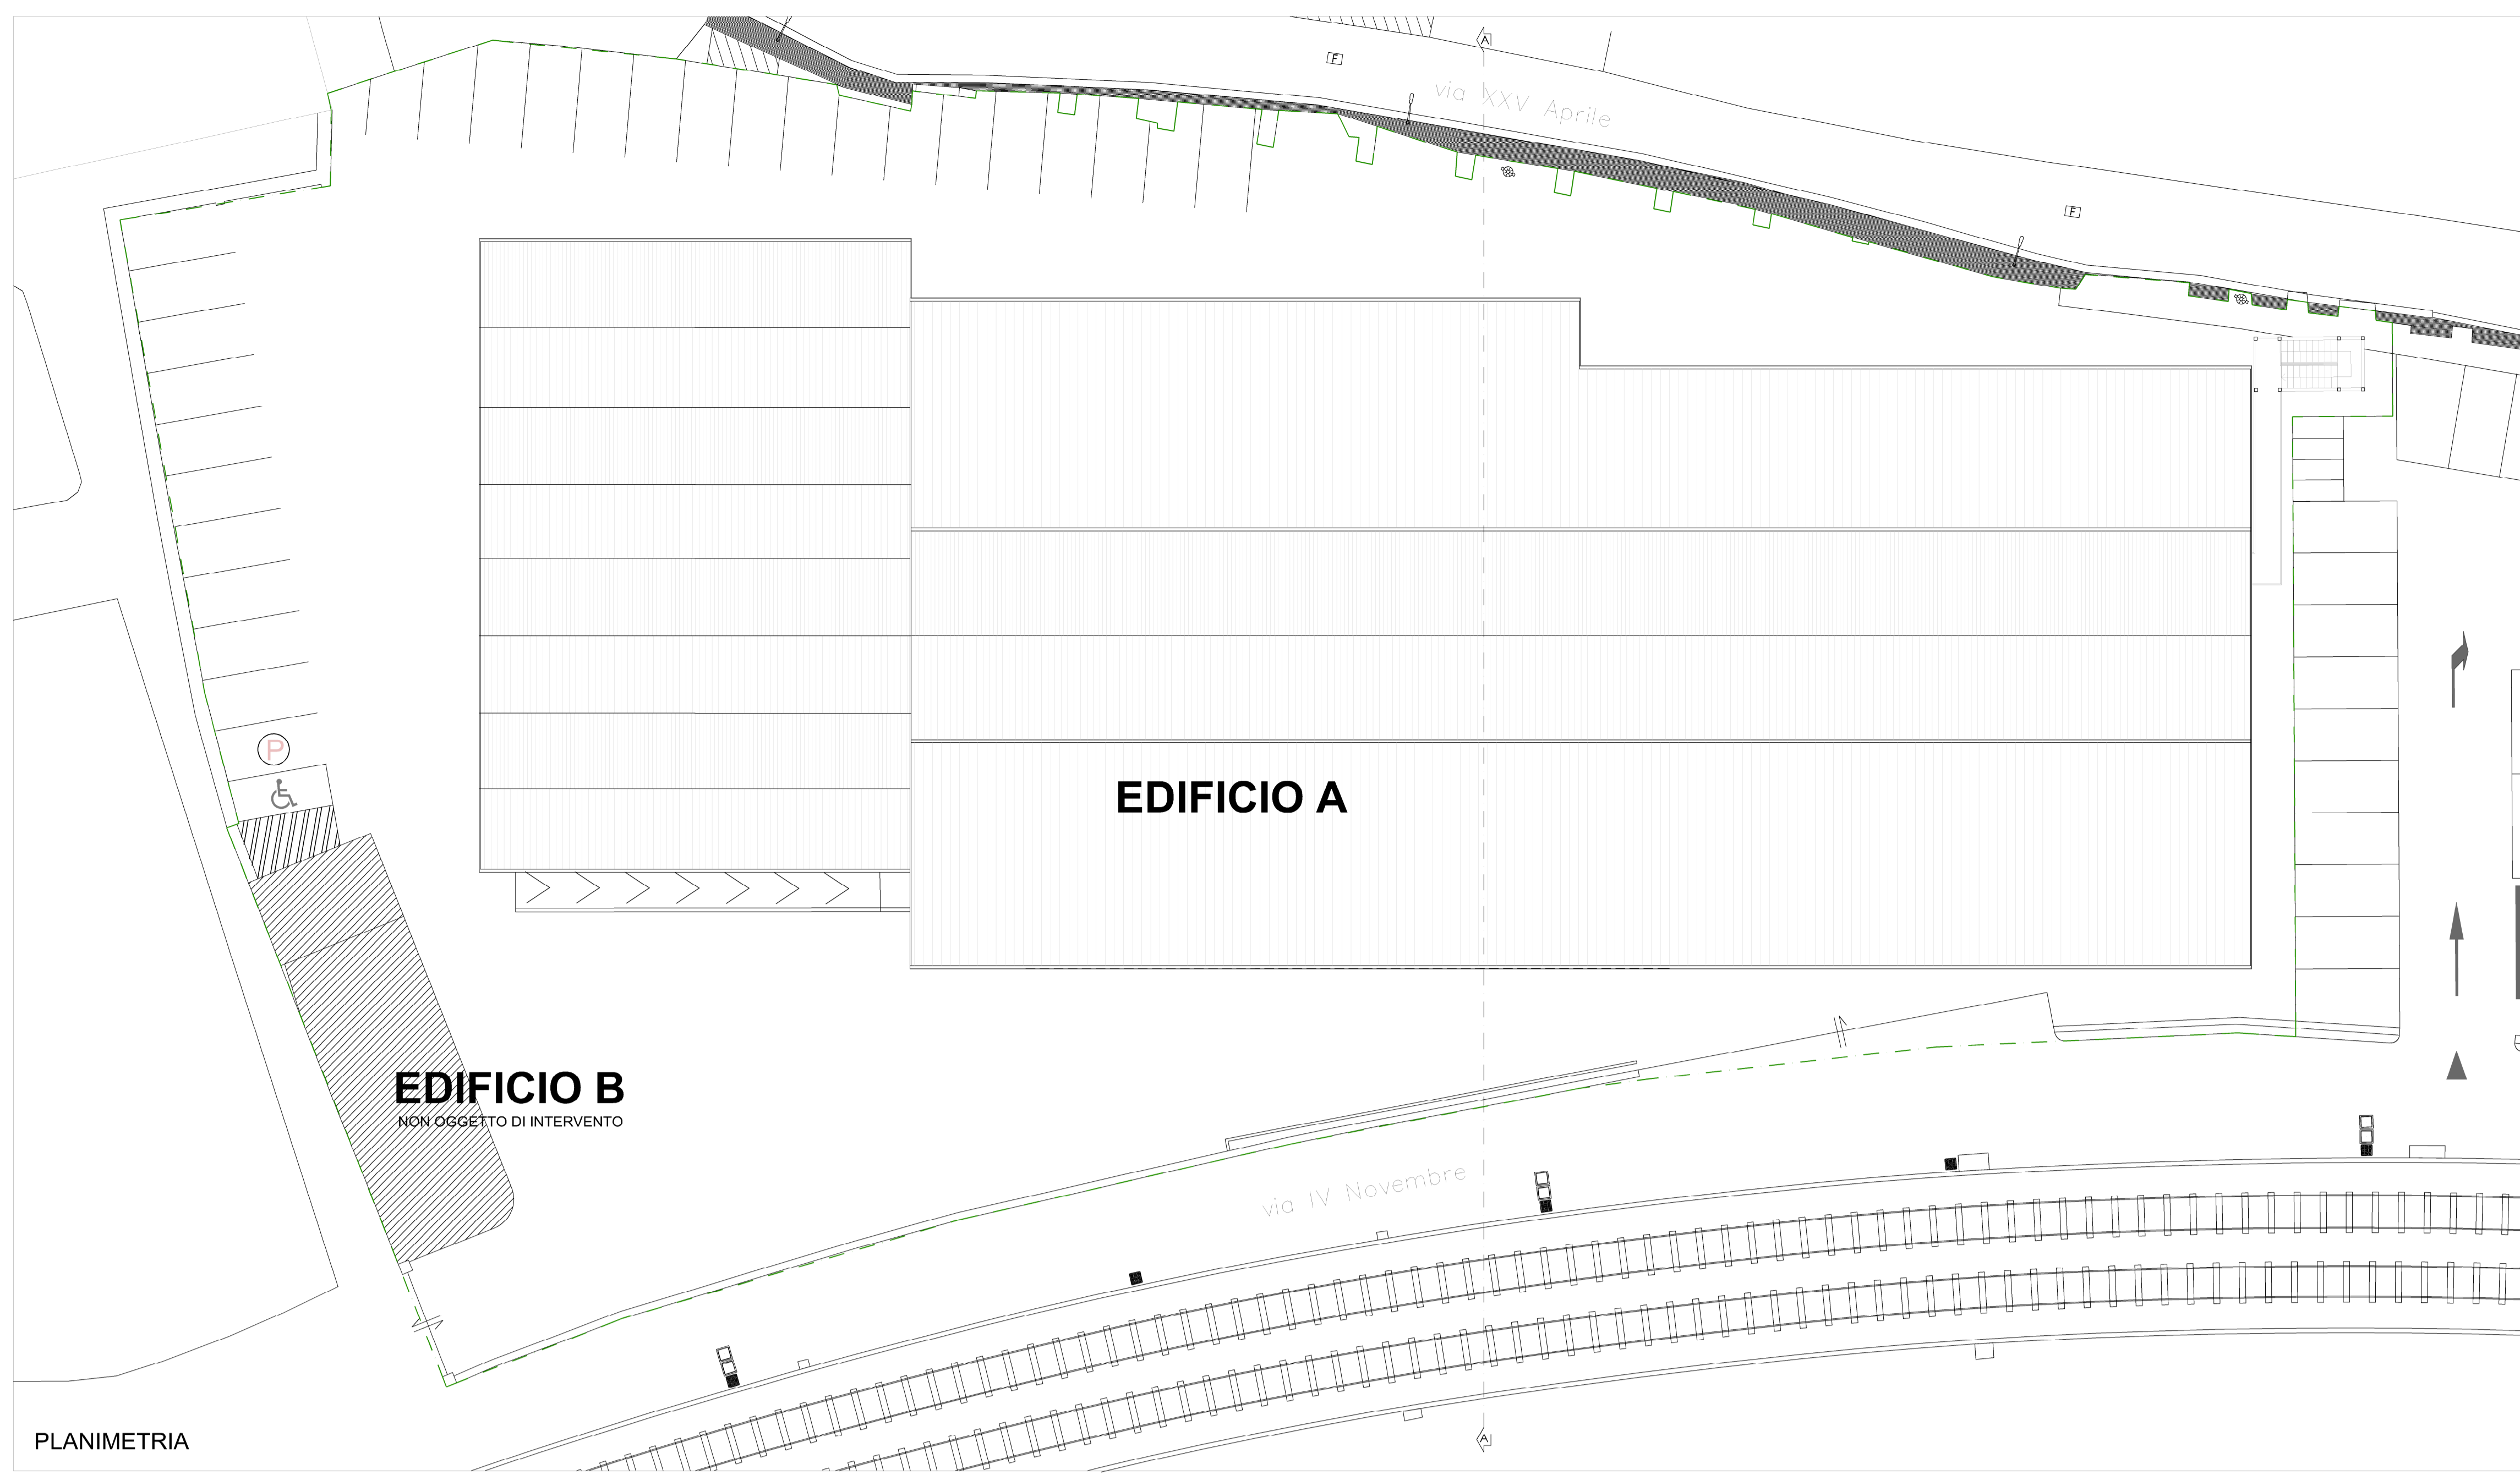 A
F
via XXV Aprile
F
P
EDIFICIO A
EDIFICIO B
NON OGGETTO DI INTERVENTO
via IV Novembre
PLANIMETRIA
A